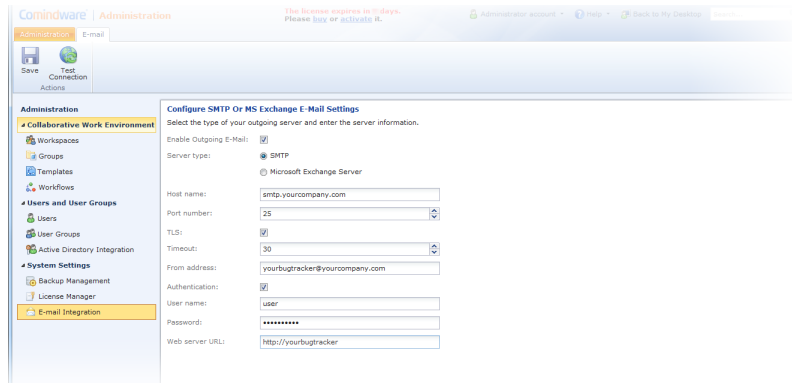 Comindware | Administration
The license expires in 0 days.
Please buy or activate it.
Administrator account
Help
Back to My Desktop
Administration
E-mail
Save
Test Connection
Actions
Administration
Collaborative Work Environment
Workspaces
Groups
Templates
Workflows
Users and User Groups
Users
User Groups
Active Directory Integration
System Settings
Backup Management
License Manager
E-mail Integration
Configure SMTP Or MS Exchange E-Mail Settings
Select the type of your outgoing server and enter the server information.
Enable Outgoing E-Mail:
Server type: SMTP
Microsoft Exchange Server
Host name: smtp.yourcompany.com
Port number: 25
TLS:
Timeout: 30
From address: yourbugtracker@yourcompany.com
Authentication:
User name: user
Password: ••••••••••
Web server URL: http://yourbugtracker